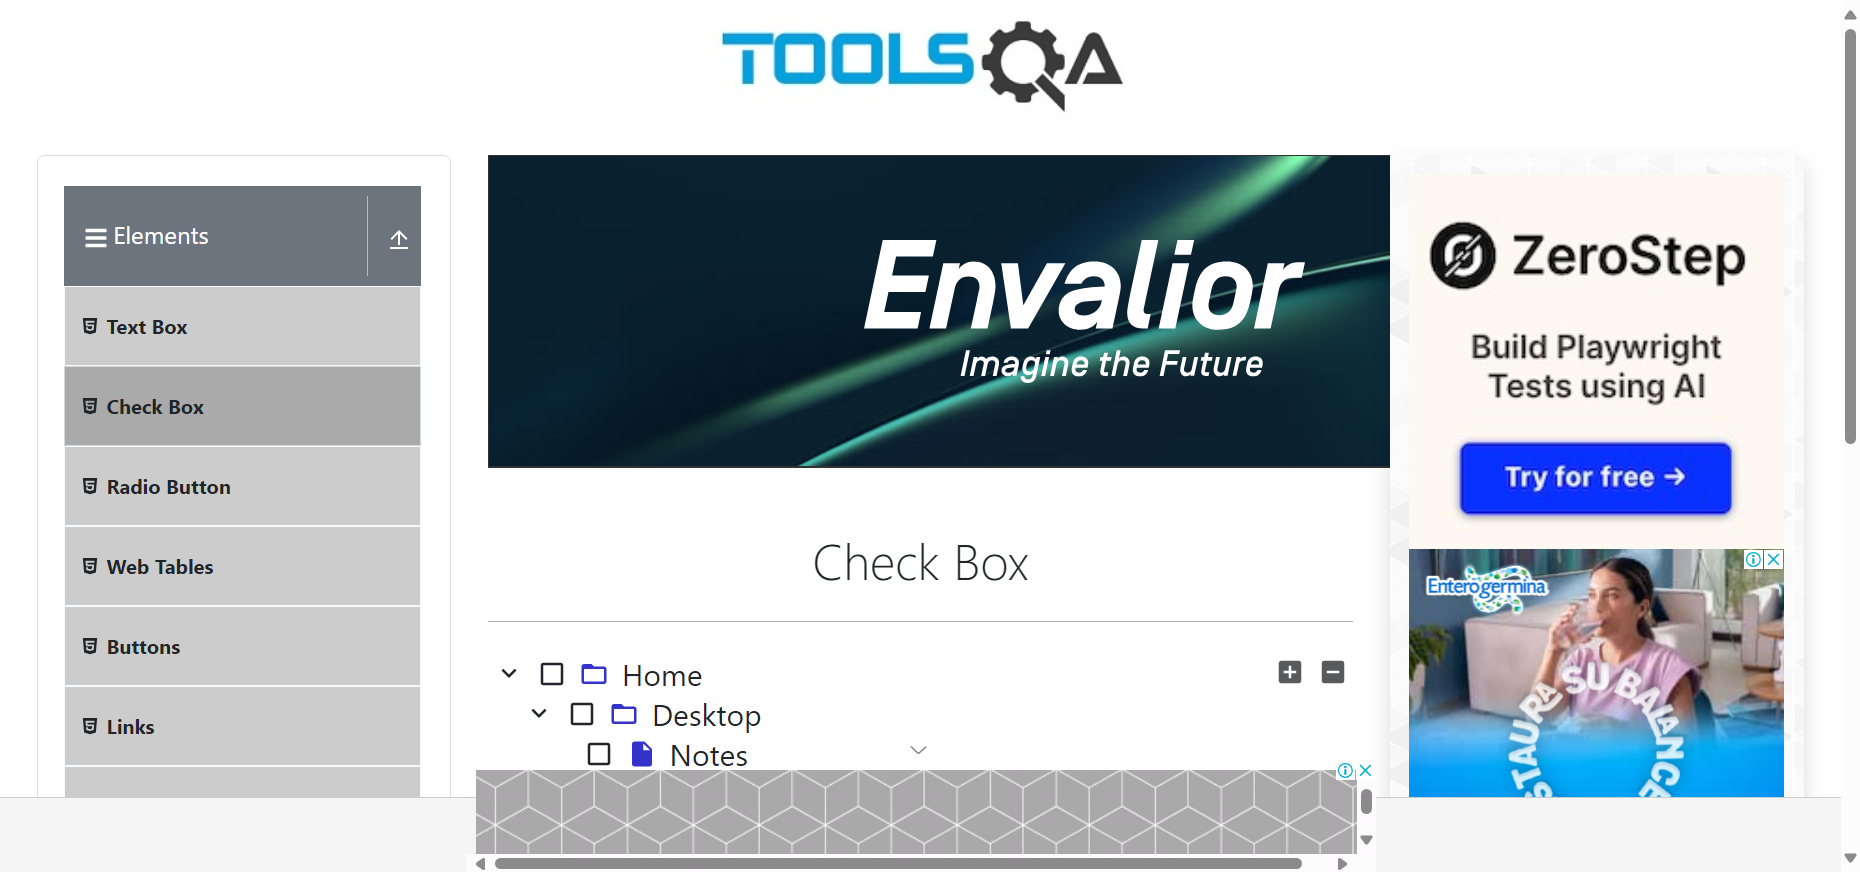 TOOLSQA
Elements
Text Box
Check Box
Radio Button
Web Tables
Buttons
Links
Envalior
Imagine the Future
Check Box
Home
Desktop
Notes
ZeroStep
Build Playwright
Tests using AI
Try for free →
Enterogermina
STAURA SU BALANCE